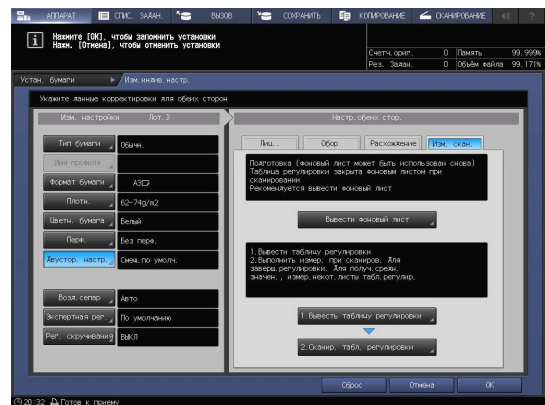 АППАРАТ
СПИС. ЗАДАН.
ВЫЗОВ
СОХРАНИТЬ
КОПИРОВАНИЕ
СКАНИРОВАНИЕ
Нажмите [OK], чтобы заполнить установки
Нажм. [Отмена], чтобы отменить установки
Счетч.ориг. 0 Память 99.999%
Рез. Задан. 0 Объём файла 99.171%
Устан. бумаги
Изм.индив.настр.
Укажите данные корректировки для обеих сторон
Изм. настройки Лот.3
Настр.обеих стор.
Тип бумаги Обычн.
Имя профиля
Формат бумаги A3
Плотн. 62-74g/m2
Цветн. бумага Белый
Перф. Без перф.
Двустор. настр. Смещ.по умолч.
Возд.сепар Авто
Экспертная рег. По умолчанию
Рег. скручивания ВЫКЛ
Лиц..
Обор
Расхождение
Изм. скан.
Подготовка (фоновый лист может быть использован снова)
Таблица регулировки закрыта фоновым листом при
сканировании
Рекомендуется вывести фоновый лист
Вывести фоновый лист
1.Вывести таблицу регулировки
2.Выполнить измер. при сканиров. Для
заверш.регулировки. Для получ.средн.
значен., измер.некот.листы табл.регулир.
1.Вывесть таблицу регулировки
2.Сканир. табл. регулировки
Сброс
Отмена
OK
20:32 Готов к приему